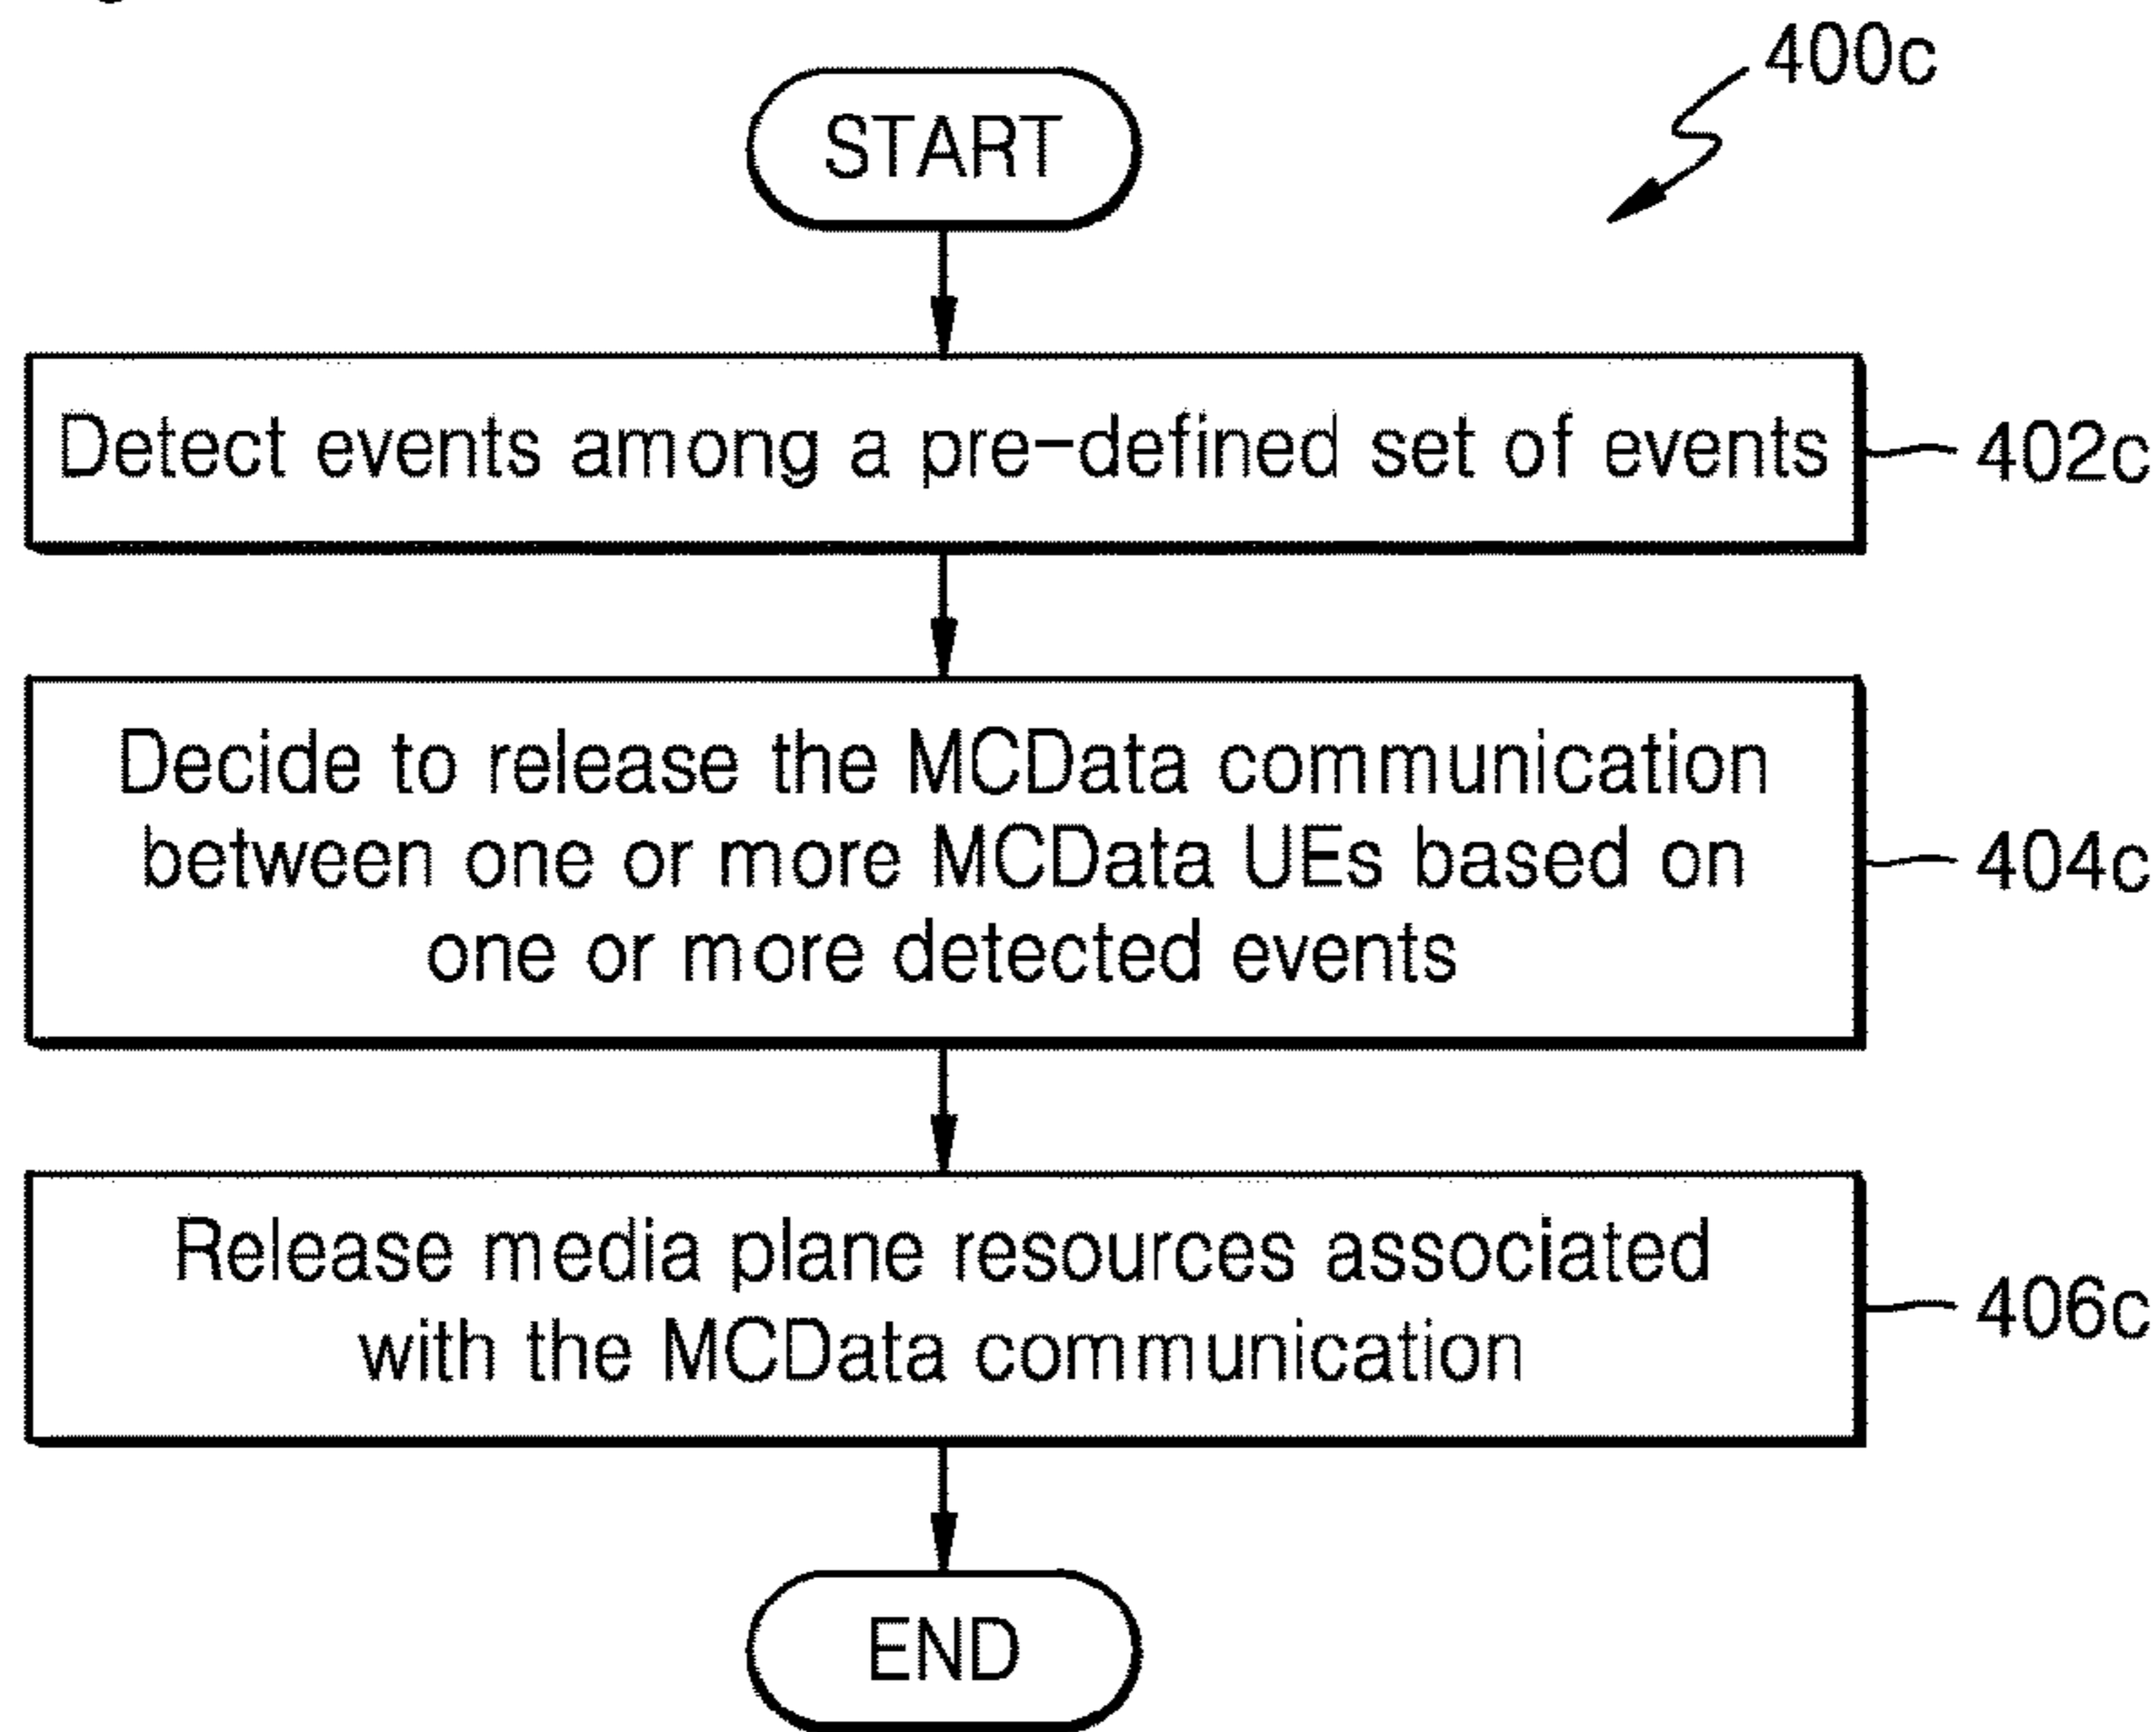 400c
START
Detect events among a pre-defined set of events
402c
Decide to release the MCData communication
between one or more MCData UEs based on
one or more detected events
404c
Release media plane resources associated
with the MCData communication
406c
END